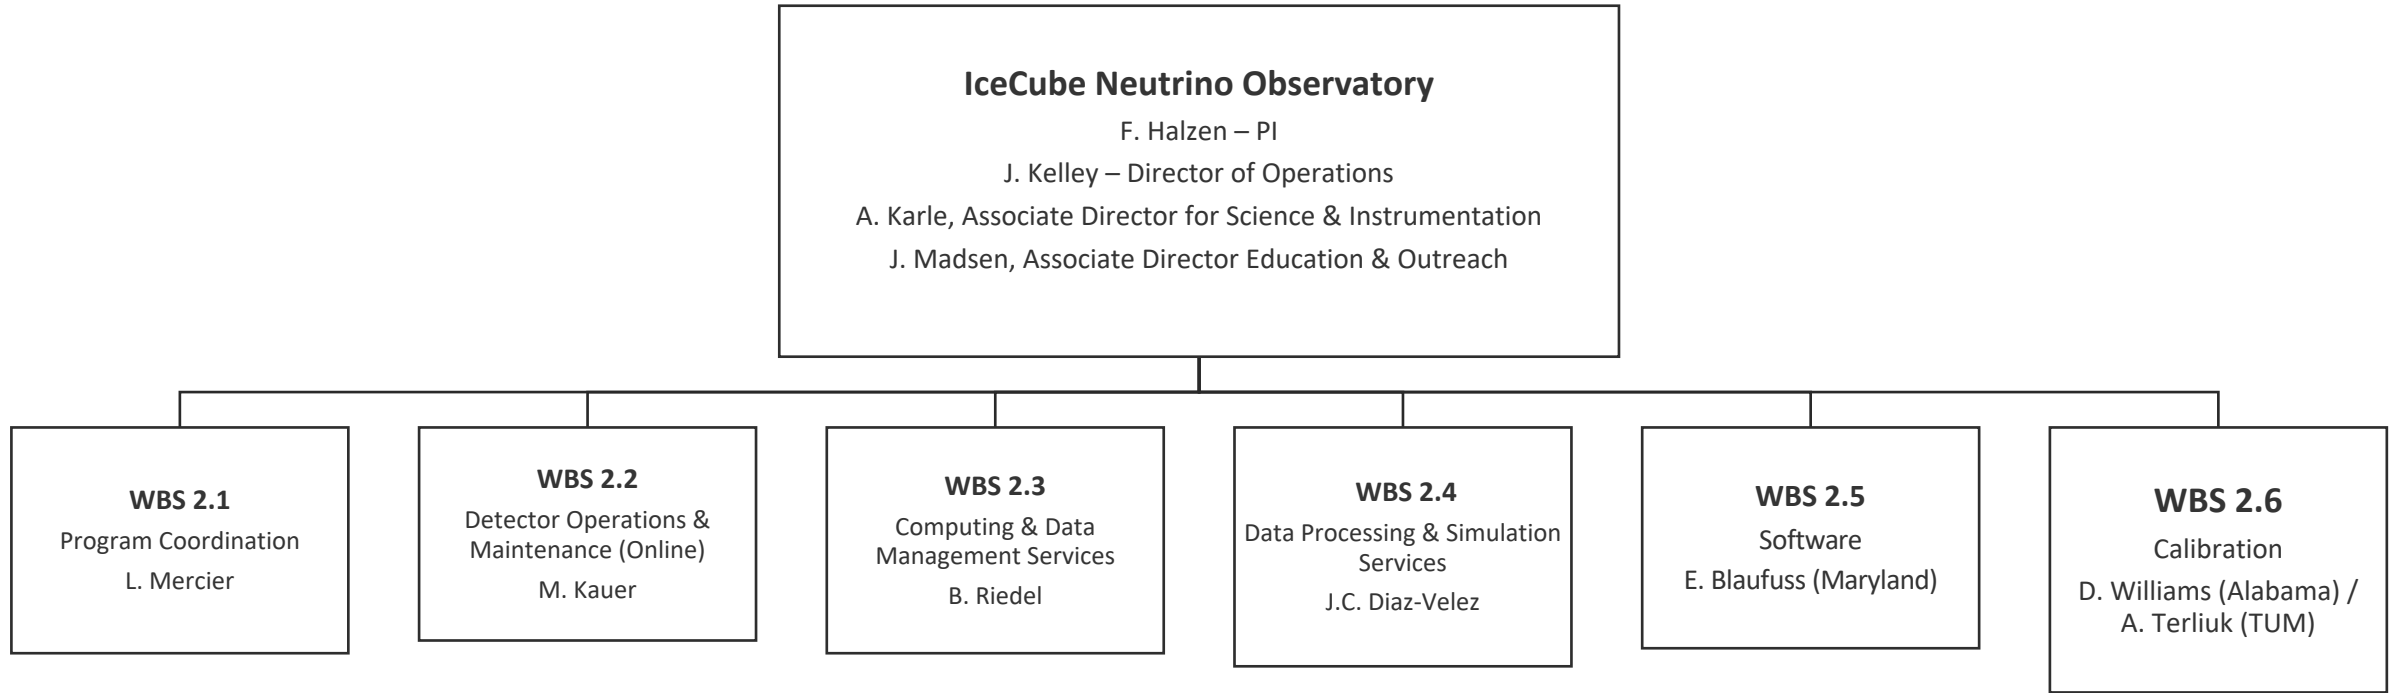 IceCube Neutrino Observatory
F. Halzen – PI
J. Kelley – Director of Operations
A. Karle, Associate Director for Science & Instrumentation
J. Madsen, Associate Director Education & Outreach
WBS 2.1
Program Coordination
L. Mercier
WBS 2.2
Detector Operations &
Maintenance (Online)
M. Kauer
WBS 2.3
Computing & Data
Management Services
B. Riedel
WBS 2.4
Data Processing & Simulation
Services
J.C. Diaz-Velez
WBS 2.5
Software
E. Blaufuss (Maryland)
WBS 2.6
Calibration
D. Williams (Alabama) /
A. Terliuk (TUM)